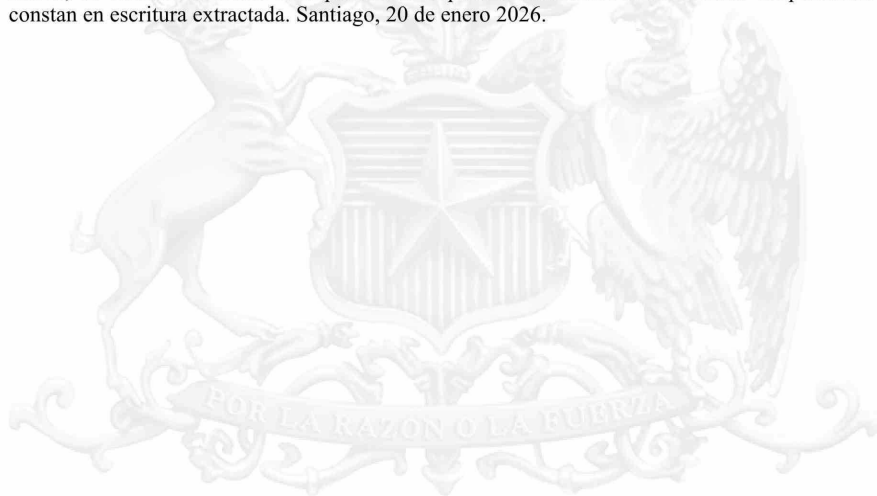 constan en escritura extractada. Santiago, 20 de enero 2026.
POR LA RAZON O LA FUERZA